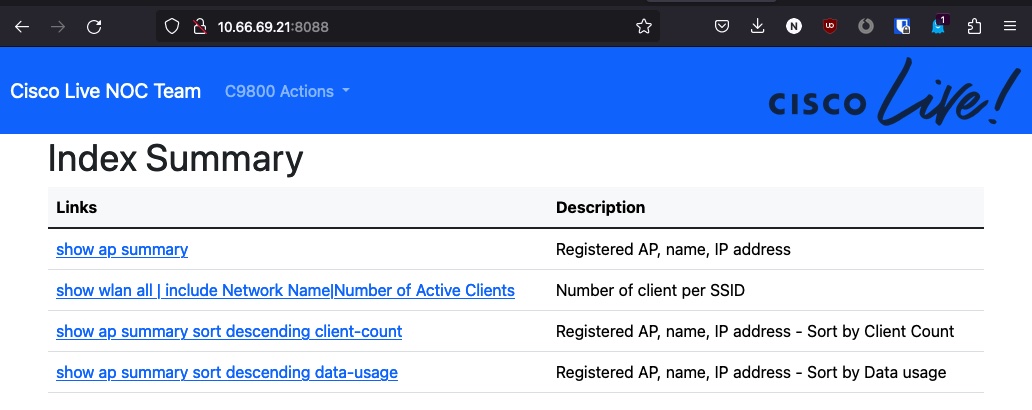 10.66.69.21:8088
N
UD
1
Cisco Live NOC Team C9800 Actions
CISCO Live!
Index Summary
Links Description
show ap summary Registered AP, name, IP address
show wlan all | include Network Name|Number of Active Clients Number of client per SSID
show ap summary sort descending client-count Registered AP, name, IP address - Sort by Client Count
show ap summary sort descending data-usage Registered AP, name, IP address - Sort by Data usage